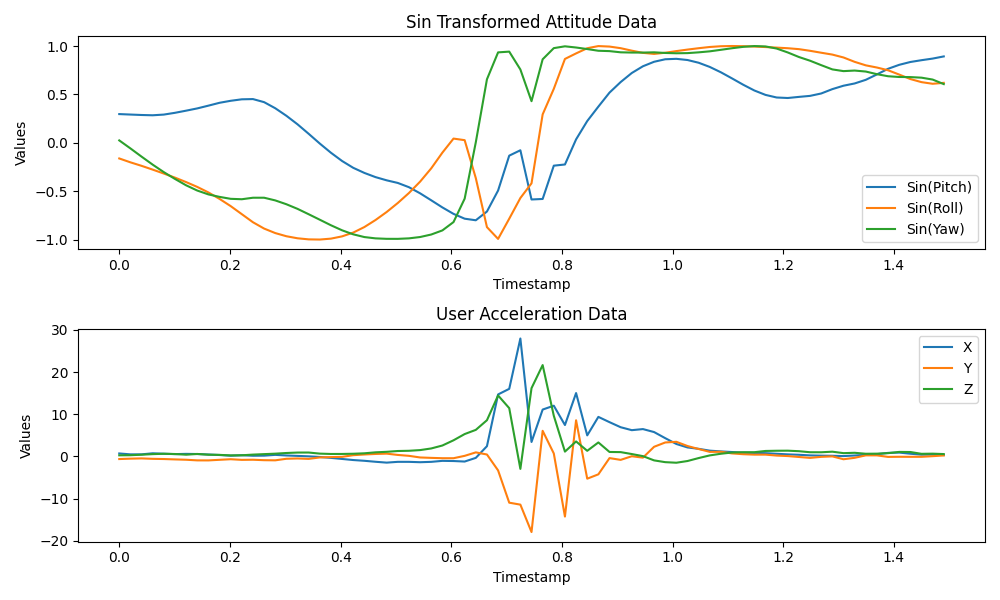 Sin Transformed Attitude Data
1.0
0.5
0.0
−0.5
−1.0
Values
Sin(Pitch)
Sin(Roll)
Sin(Yaw)
0.0 0.2 0.4 0.6 0.8 1.0 1.2 1.4
Timestamp
User Acceleration Data
30
20
10
0
−10
−20
Values
X
Y
Z
0.0 0.2 0.4 0.6 0.8 1.0 1.2 1.4
Timestamp